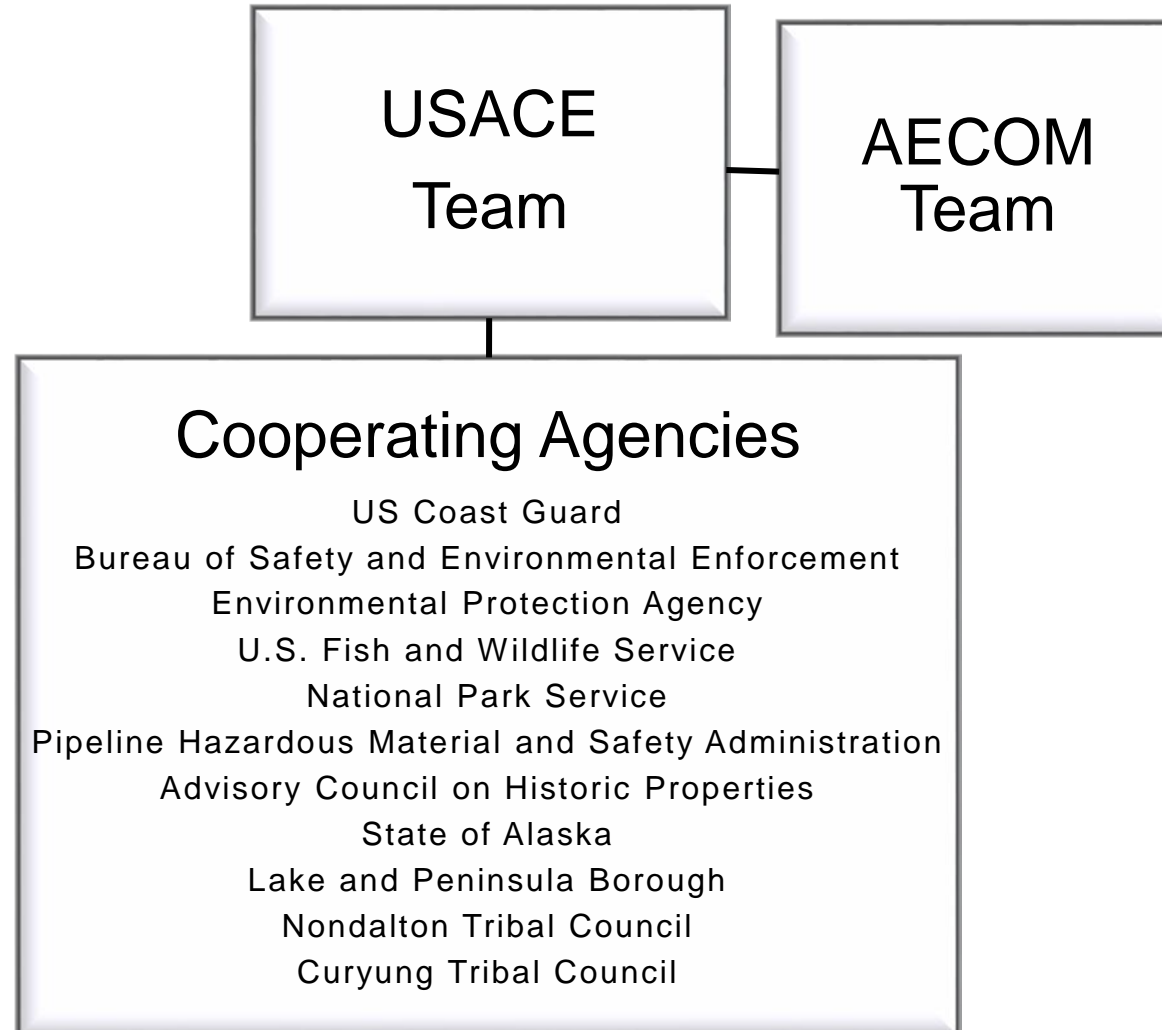 USACE
Team
AECOM
Team
Cooperating Agencies
US Coast Guard
Bureau of Safety and Environmental Enforcement
Environmental Protection Agency
U.S. Fish and Wildlife Service
National Park Service
Pipeline Hazardous Material and Safety Administration
Advisory Council on Historic Properties
State of Alaska
Lake and Peninsula Borough
Nondalton Tribal Council
Curyung Tribal Council